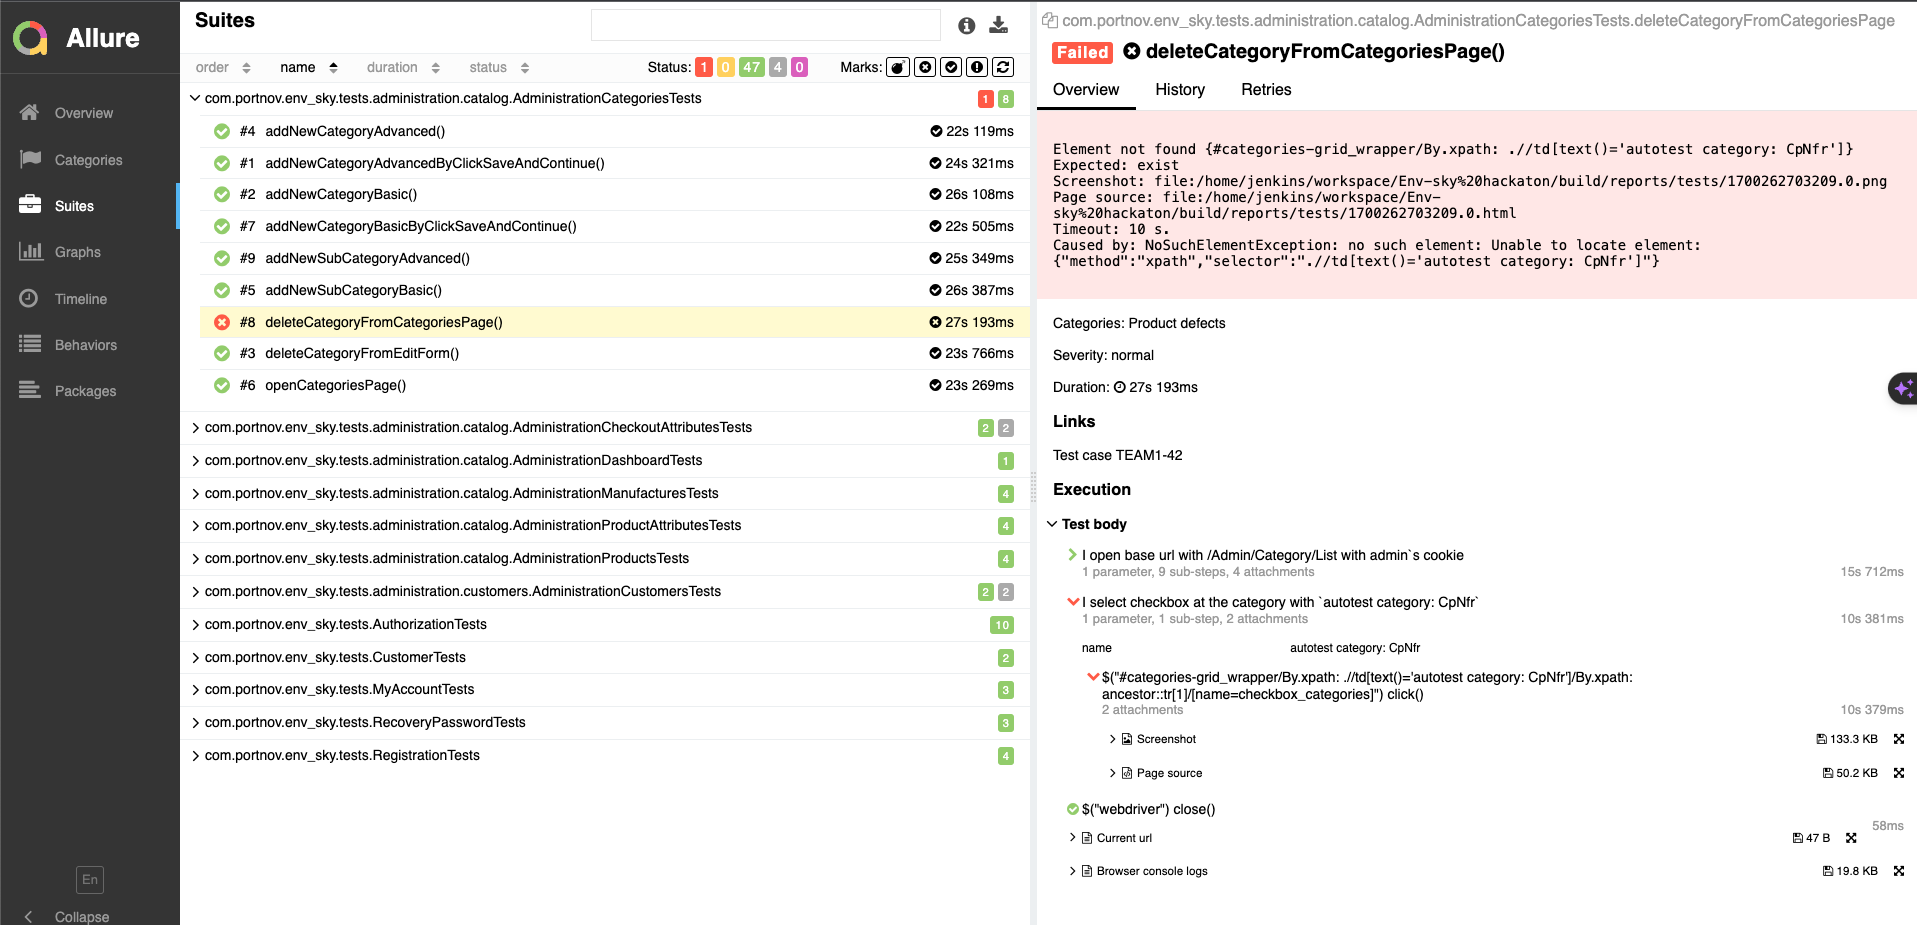 Allure
Overview
Categories
Suites
Graphs
Timeline
Behaviors
Packages
En
Collapse
Suites
order name duration status Status: 1 0 47 4 0 Marks:
com.portnov.env_sky.tests.administration.catalog.AdministrationCategoriesTests 1 8
#4 addNewCategoryAdvanced() 22s 119ms
#1 addNewCategoryAdvancedByClickSaveAndContinue() 24s 321ms
#2 addNewCategoryBasic() 26s 108ms
#7 addNewCategoryBasicByClickSaveAndContinue() 22s 505ms
#9 addNewSubCategoryAdvanced() 25s 349ms
#5 addNewSubCategoryBasic() 26s 387ms
#8 deleteCategoryFromCategoriesPage() 27s 193ms
#3 deleteCategoryFromEditForm() 23s 766ms
#6 openCategoriesPage() 23s 269ms
com.portnov.env_sky.tests.administration.catalog.AdministrationCheckoutAttributesTests 2 2
com.portnov.env_sky.tests.administration.catalog.AdministrationDashboardTests 1
com.portnov.env_sky.tests.administration.catalog.AdministrationManufacturesTests 4
com.portnov.env_sky.tests.administration.catalog.AdministrationProductAttributesTests 4
com.portnov.env_sky.tests.administration.catalog.AdministrationProductsTests 4
com.portnov.env_sky.tests.administration.customers.AdministrationCustomersTests 2 2
com.portnov.env_sky.tests.AuthorizationTests 10
com.portnov.env_sky.tests.CustomerTests 2
com.portnov.env_sky.tests.MyAccountTests 3
com.portnov.env_sky.tests.RecoveryPasswordTests 3
com.portnov.env_sky.tests.RegistrationTests 4
com.portnov.env_sky.tests.administration.catalog.AdministrationCategoriesTests.deleteCategoryFromCategoriesPage
Failed deleteCategoryFromCategoriesPage()
Overview History Retries
Element not found {#categories-grid_wrapper/By.xpath: .//td[text()='autotest category: CpNfr']}
Expected: exist
Screenshot: file:/home/jenkins/workspace/Env-sky%20hackaton/build/reports/tests/1700262703209.0.png
Page source: file:/home/jenkins/workspace/Env-
sky%20hackaton/build/reports/tests/1700262703209.0.html
Timeout: 10 s.
Caused by: NoSuchElementException: no such element: Unable to locate element:
{"method":"xpath","selector":".//td[text()='autotest category: CpNfr']"}
Categories: Product defects
Severity: normal
Duration: 27s 193ms
Links
Test case TEAM1-42
Execution
Test body
I open base url with /Admin/Category/List with admin`s cookie
1 parameter, 9 sub-steps, 4 attachments 15s 712ms
I select checkbox at the category with `autotest category: CpNfr`
1 parameter, 1 sub-step, 2 attachments 10s 381ms
name autotest category: CpNfr
$("#categories-grid_wrapper/By.xpath: .//td[text()='autotest category: CpNfr']/By.xpath:
ancestor::tr[1]/[name=checkbox_categories]") click()
2 attachments 10s 379ms
Screenshot 133.3 KB
Page source 50.2 KB
$("webdriver") close()
58ms
Current url 47 B
Browser console logs 19.8 KB